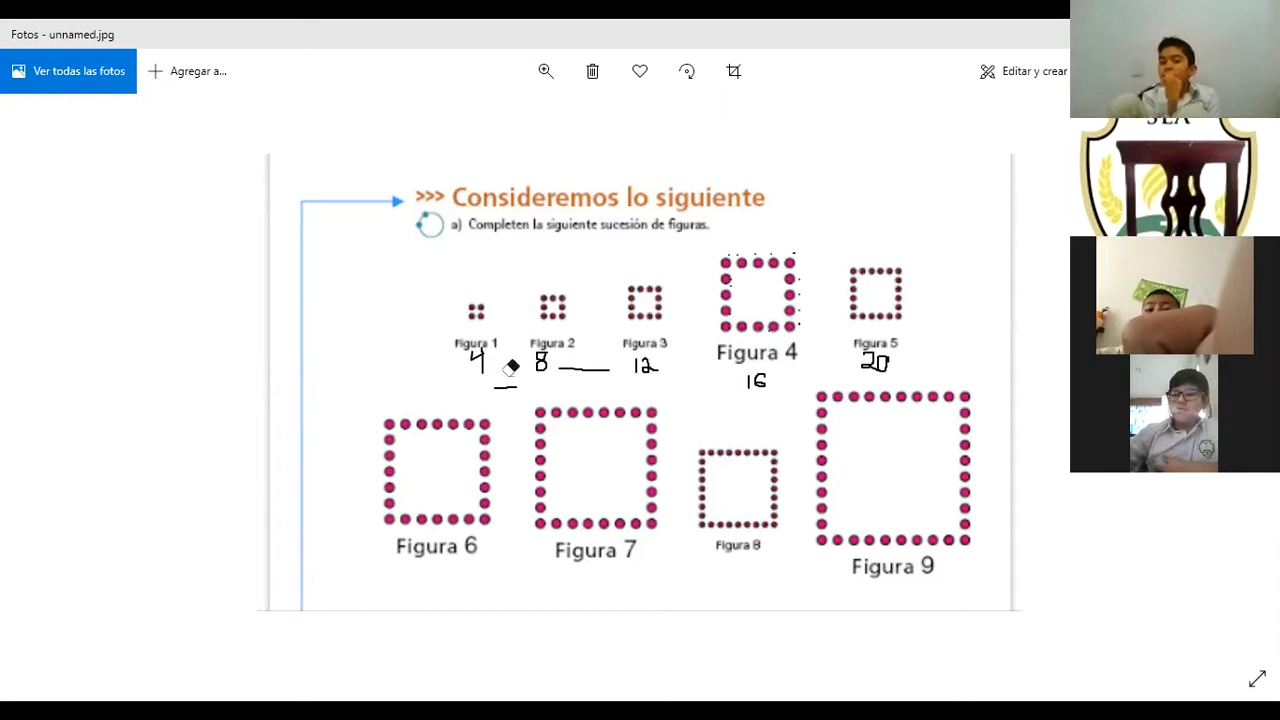 Fotos - unnamed.jpg
Ver todas las fotos
Agregar a...
Editar y crear
SEA
>>> Consideremos lo siguiente
a) Completen la siguiente sucesión de figuras.
Figura 1
Figura 2
Figura 3
Figura 4
Figura 5
4
8
12
16
20
Figura 6
Figura 7
Figura 8
Figura 9